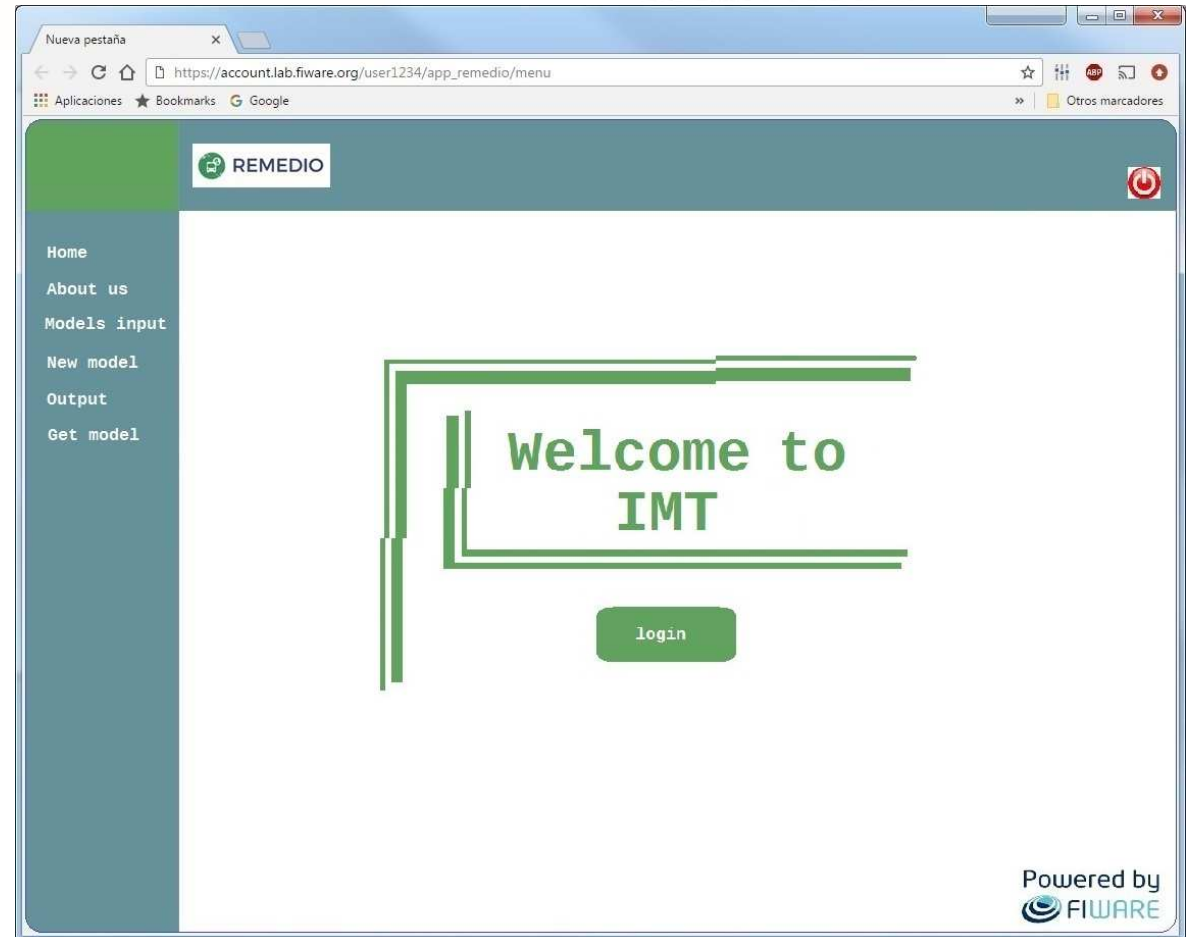 Nueva pestaña
https://account.lab.fiware.org/user1234/app_remedio/menu
ABP
Aplicaciones Bookmarks G Google » Otros marcadores
REMEDIO
Home
About us
Models input
New model
Output
Get model
Welcome to
IMT
login
Powered by
FIWARE